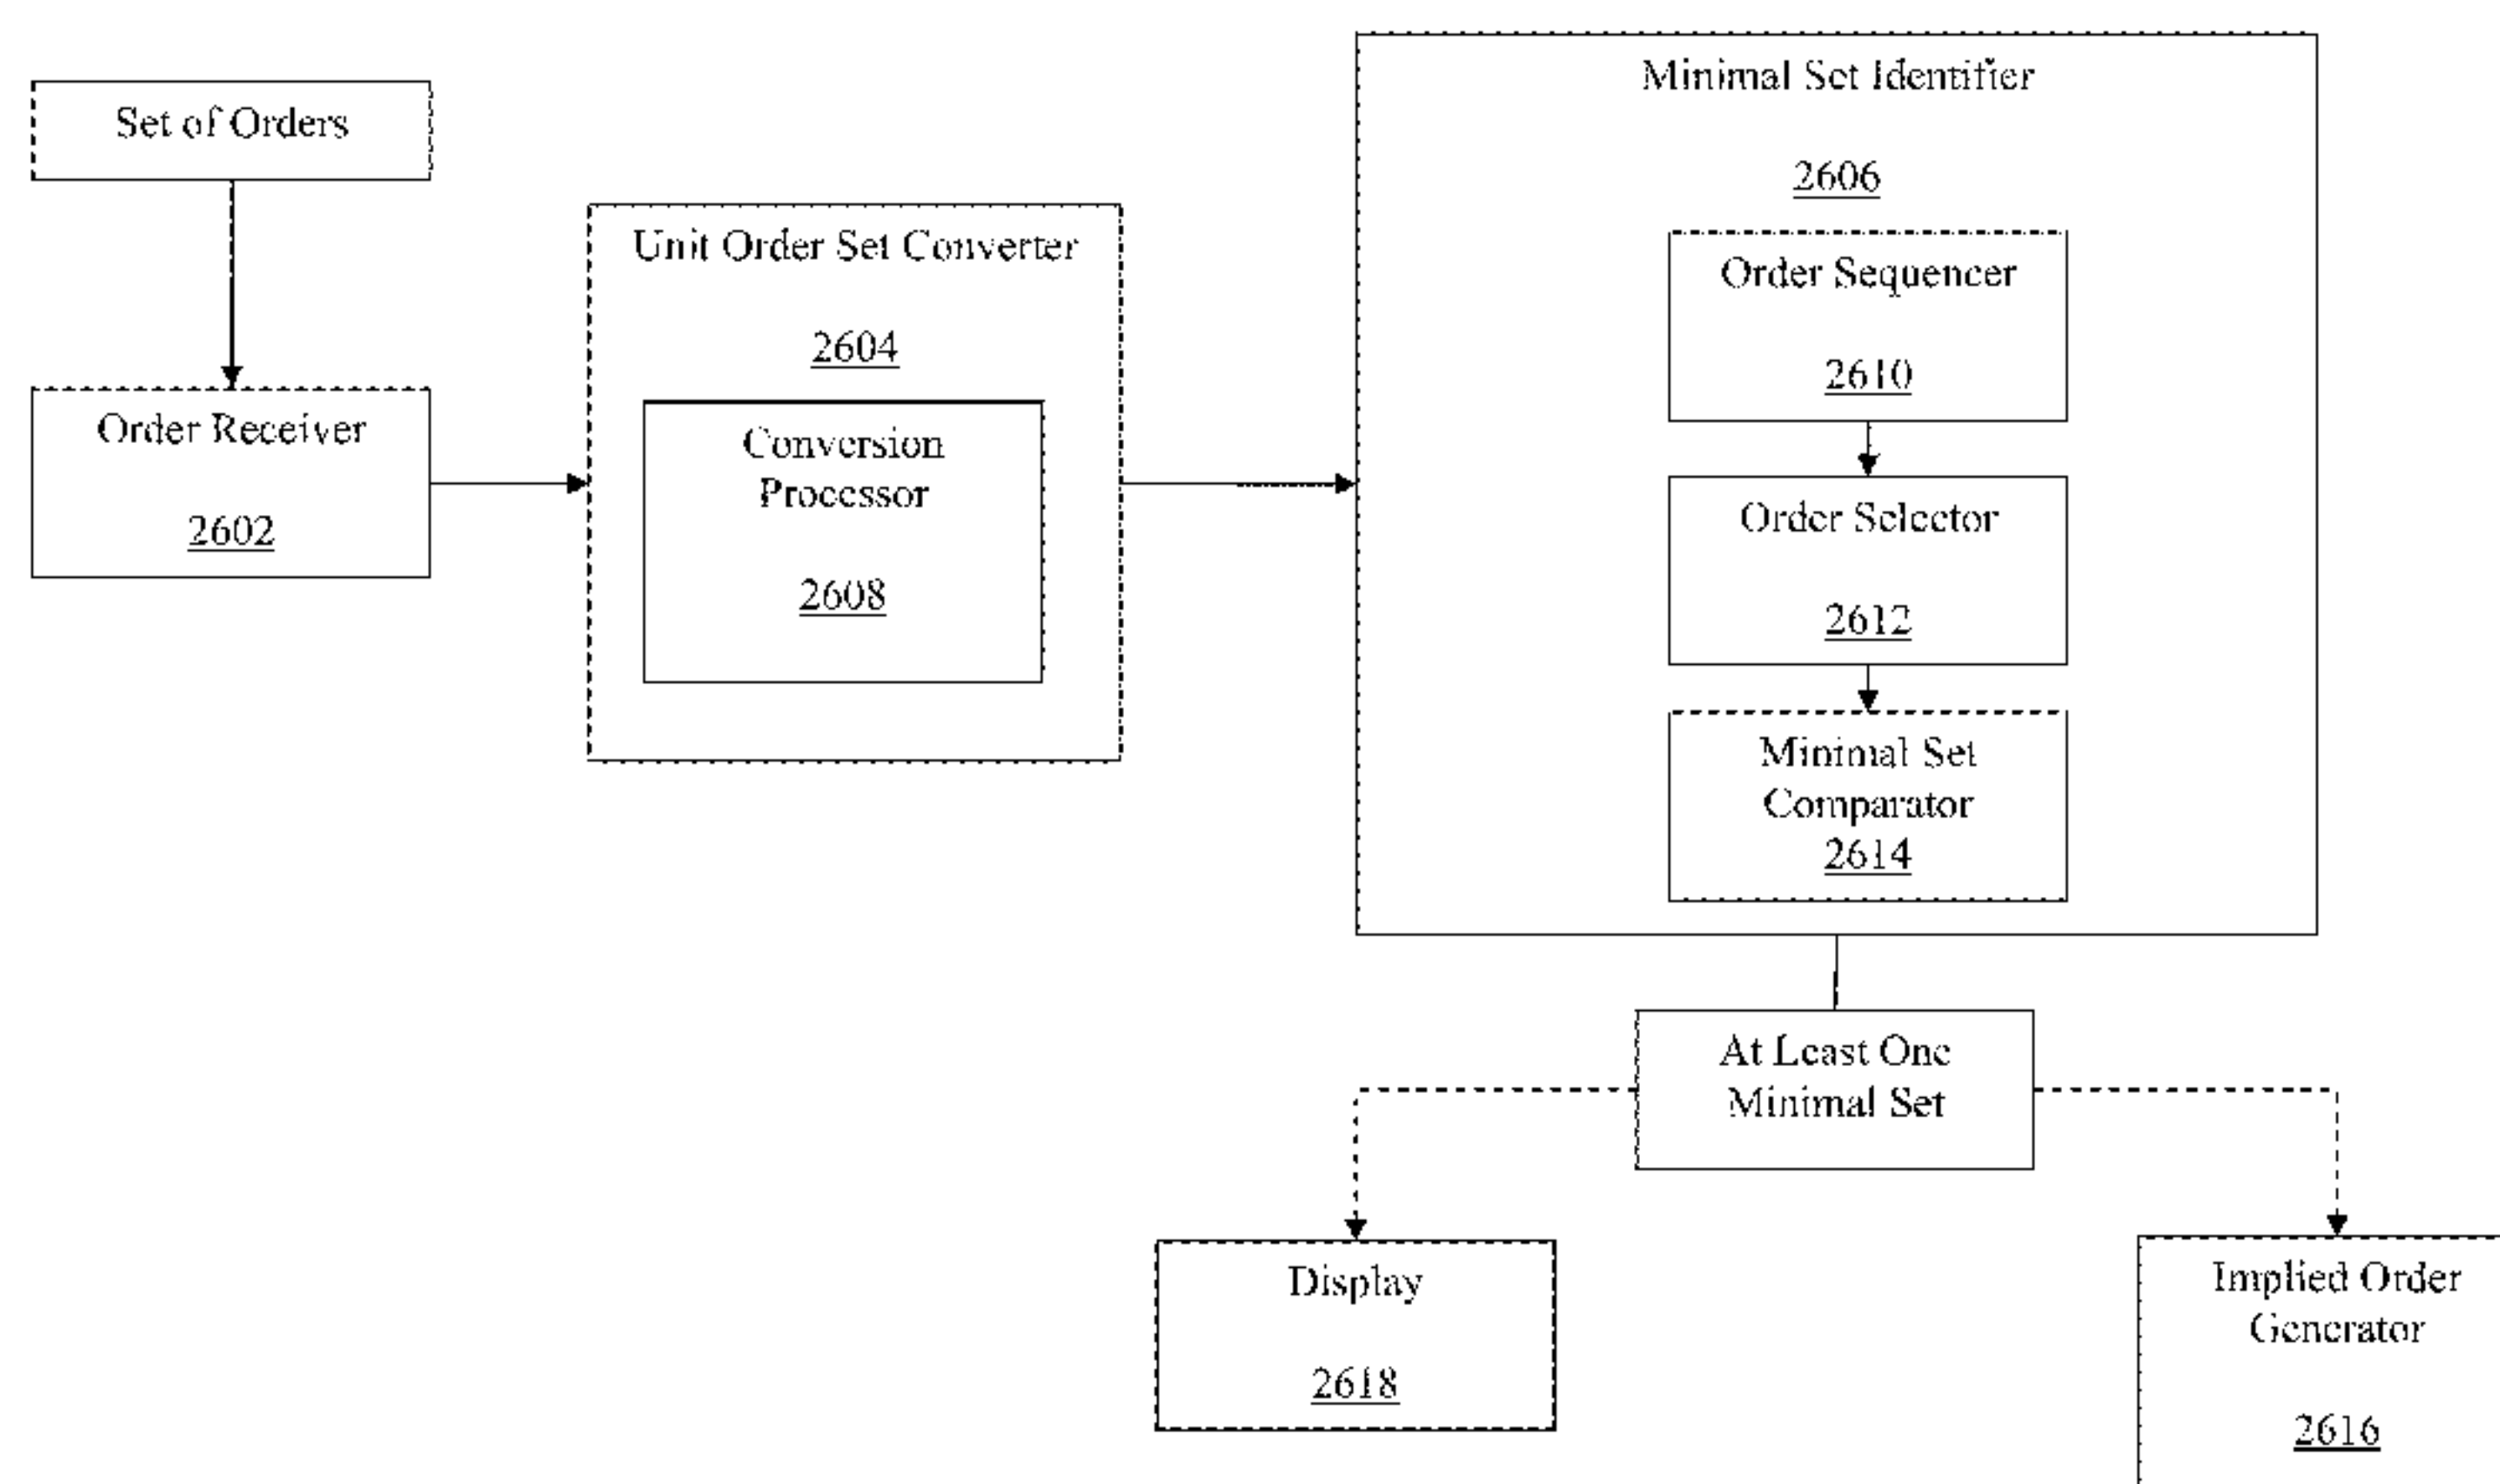 Set of Orders
Order Receiver
2602
Unit Order Set Converter
2604
Conversion
Processor
2608
Minimal Set Identifier
2606
Order Sequencer
2610
Order Selector
2612
Minimal Set
Comparator
2614
At Least One
Minimal Set
Display
2618
Implied Order
Generator
2616